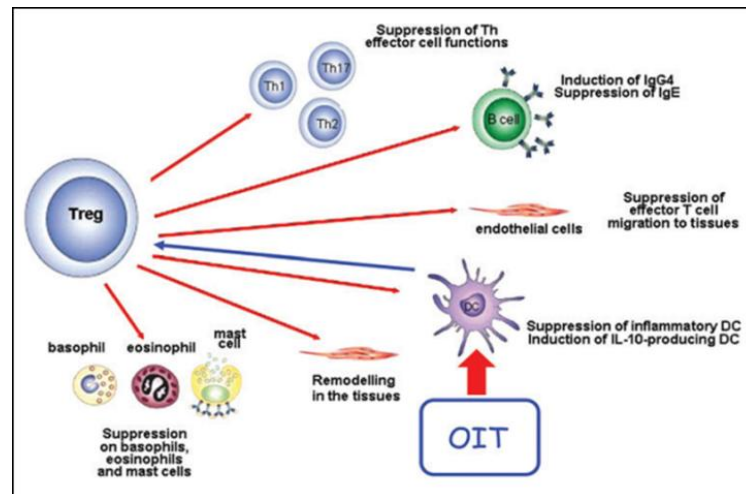 Suppression of Th
effector cell functions
Th17
Th1
Th2
Induction of IgG4
Suppression of IgE
B cell
Treg
endothelial cells
Suppression of
effector T cell
migration to tissues
DC
Suppression of inflammatory DC
Induction of IL-10-producing DC
basophil
eosinophil
mast
cell
Remodelling
in the tissues
Suppression
on basophils,
eosinophils
and mast cells
OIT